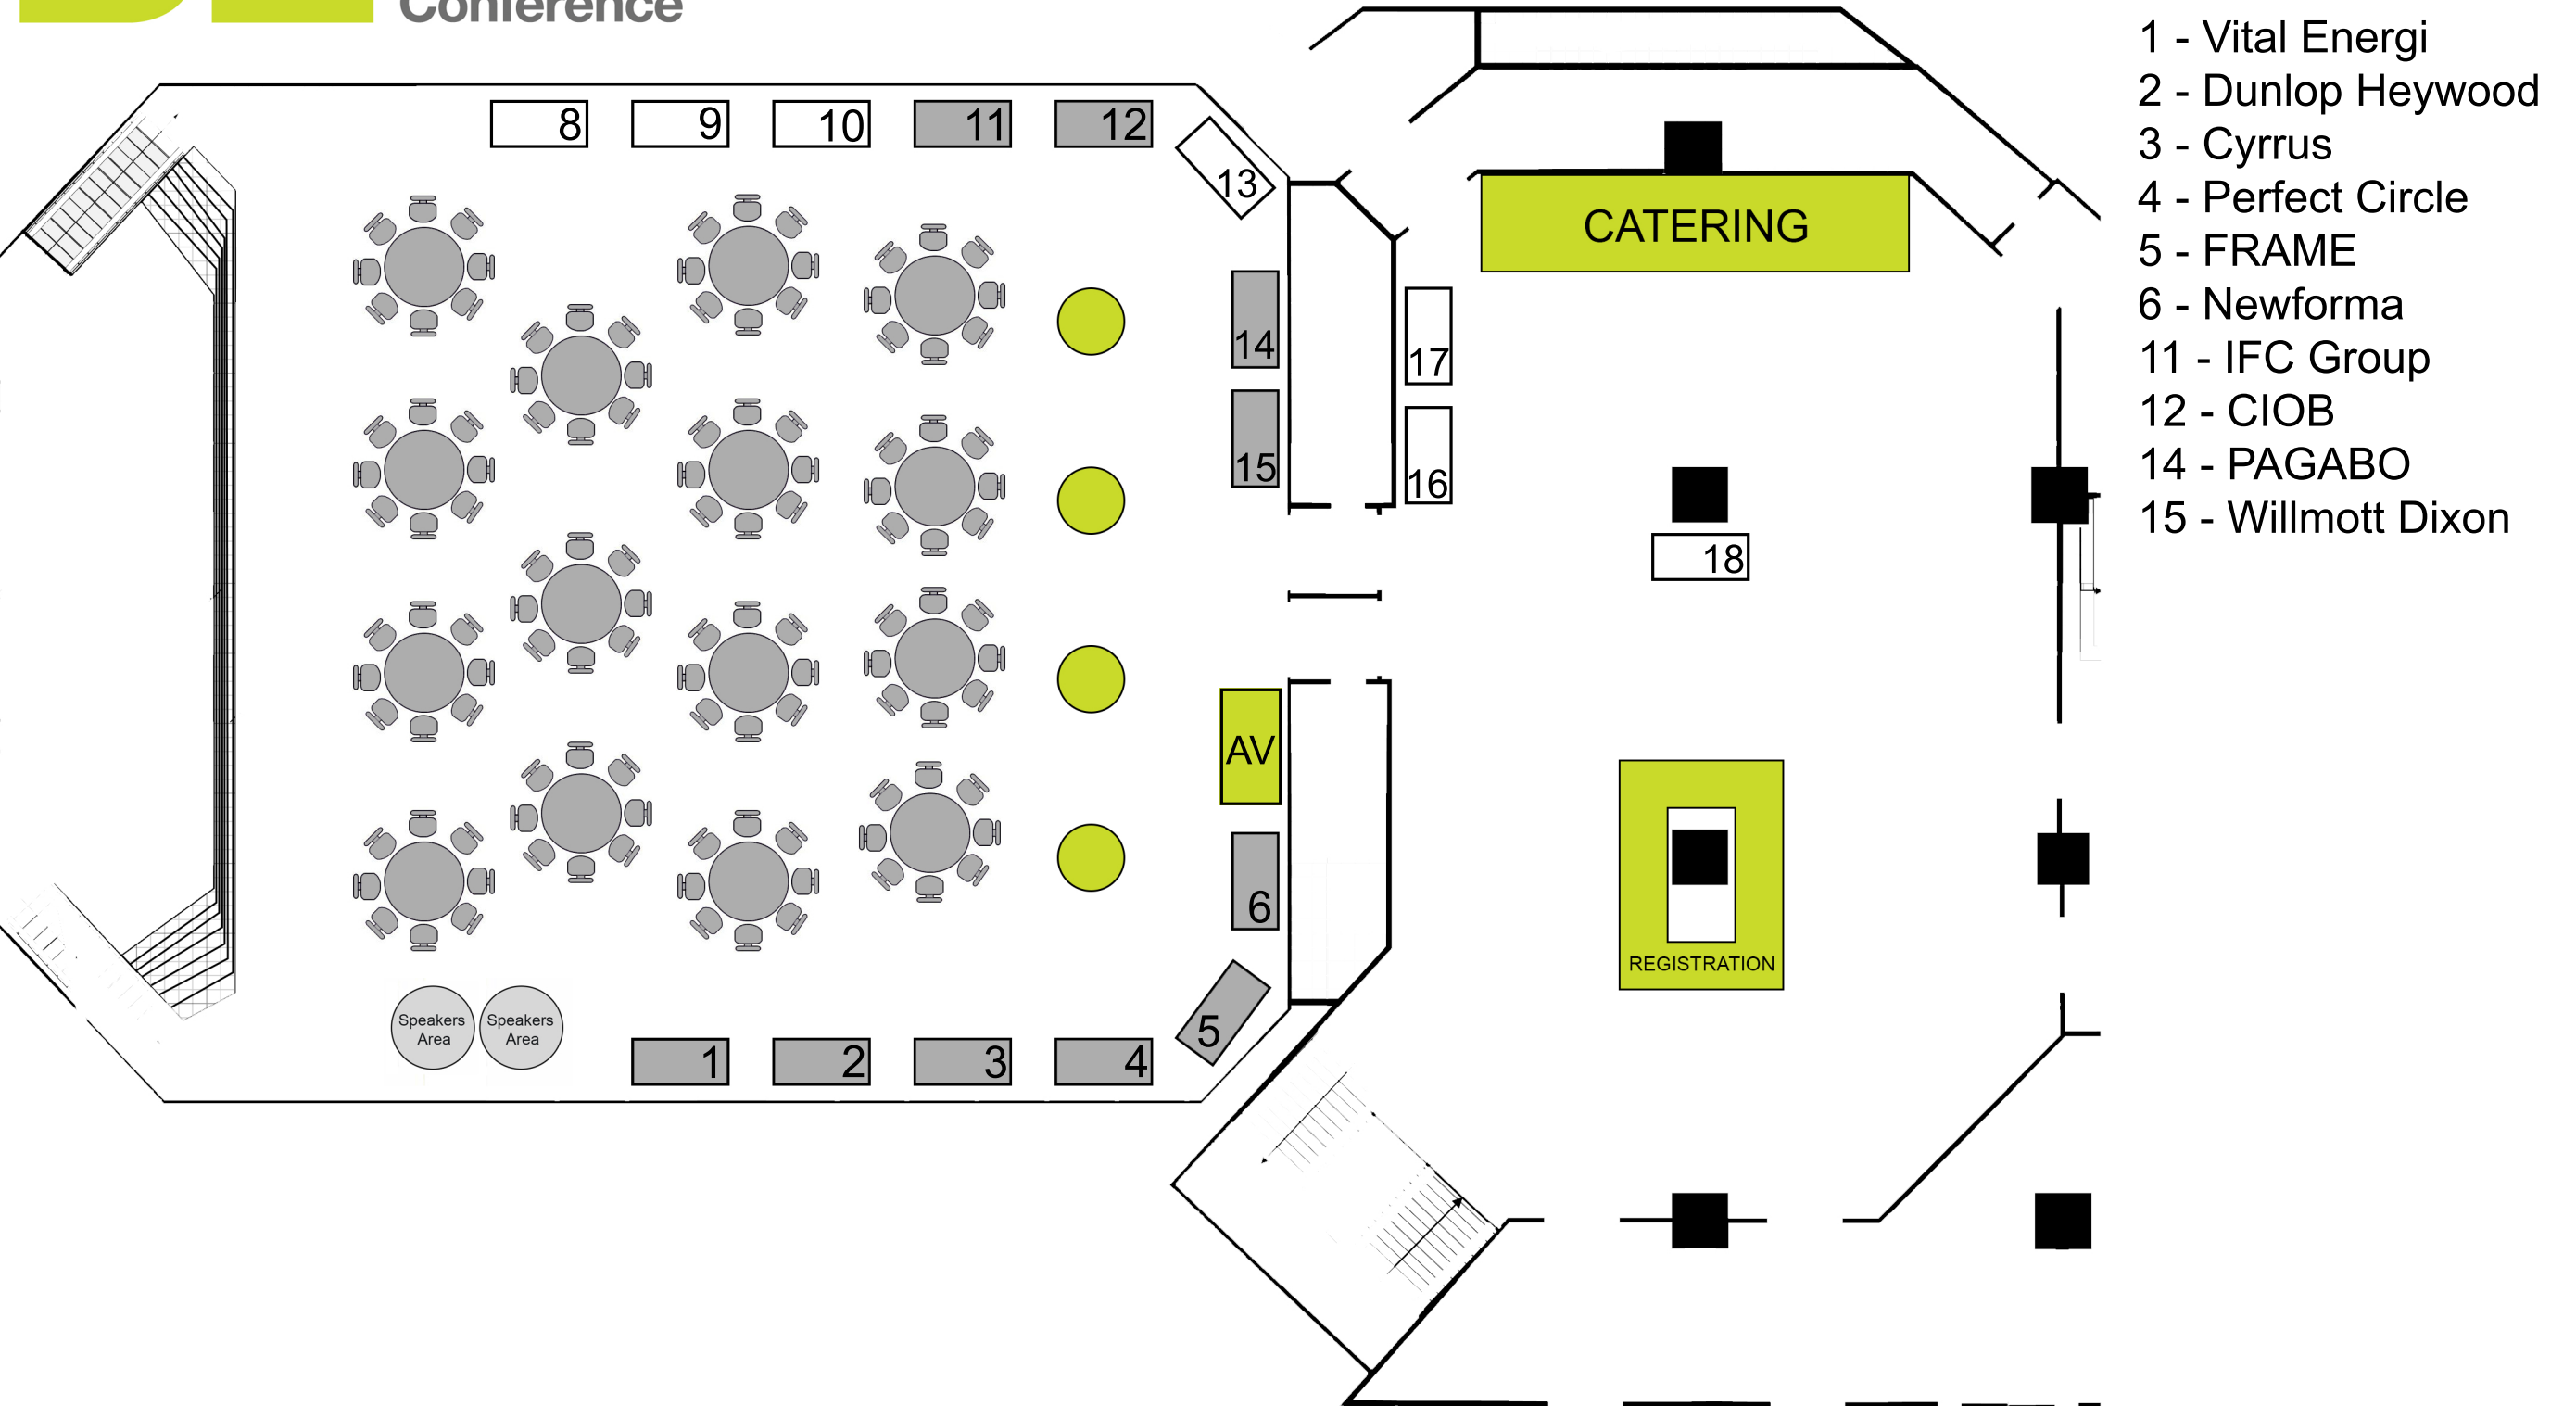 Conference
8
9
10
11
12
13
14
15
17
16
CATERING
18
AV
6
5
REGISTRATION
Speakers
Area
Speakers
Area
1
2
3
4
1 - Vital Energi
2 - Dunlop Heywood
3 - Cyrrus
4 - Perfect Circle
5 - FRAME
6 - Newforma
11 - IFC Group
12 - CIOB
14 - PAGABO
15 - Willmott Dixon